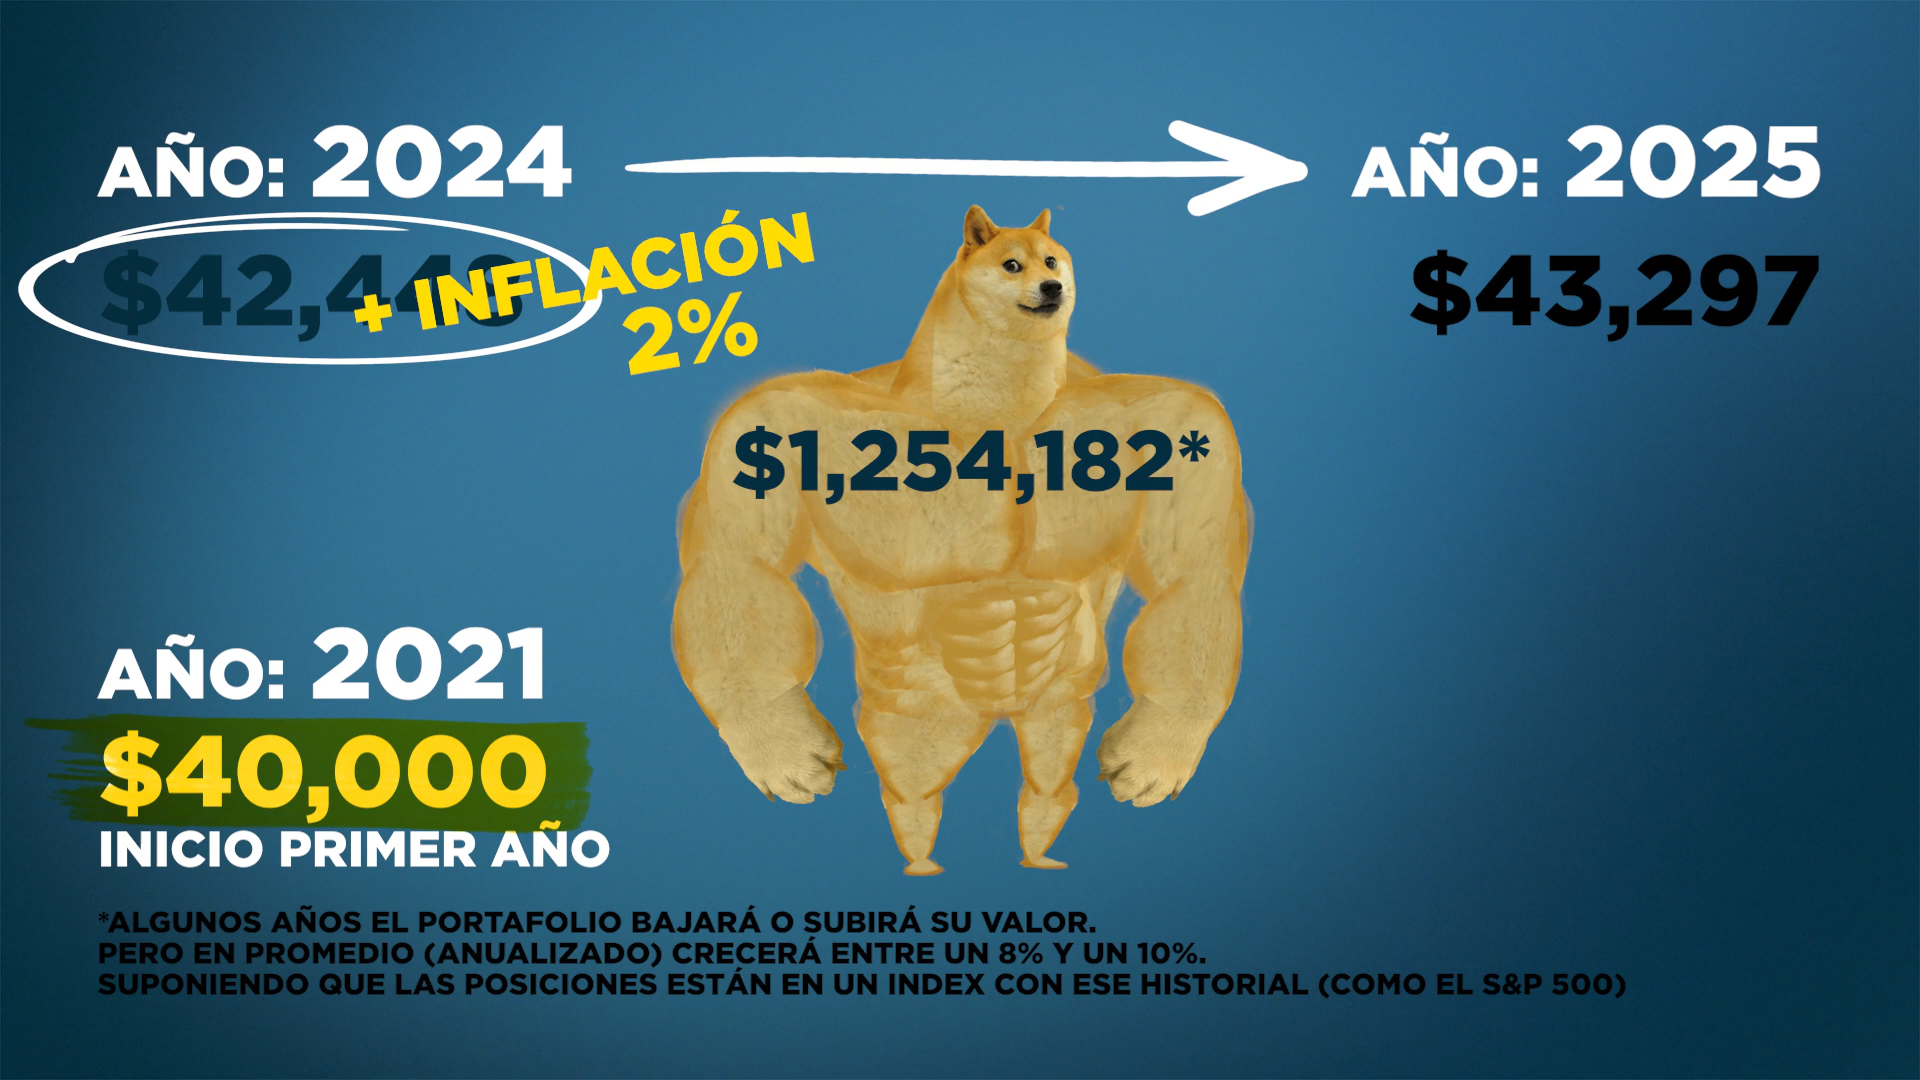 AÑO: 2024
AÑO: 2025
+ INFLACIÓN
2%
$43,297
$1,254,182*
AÑO: 2021
$40,000
INICIO PRIMER AÑO
*ALGUNOS AÑOS EL PORTAFOLIO BAJARÁ O SUBIRÁ SU VALOR.
PERO EN PROMEDIO (ANUALIZADO) CRECERÁ ENTRE UN 8% Y UN 10%.
SUPONIENDO QUE LAS POSICIONES ESTÁN EN UN INDEX CON ESE HISTORIAL (COMO EL S&P 500)